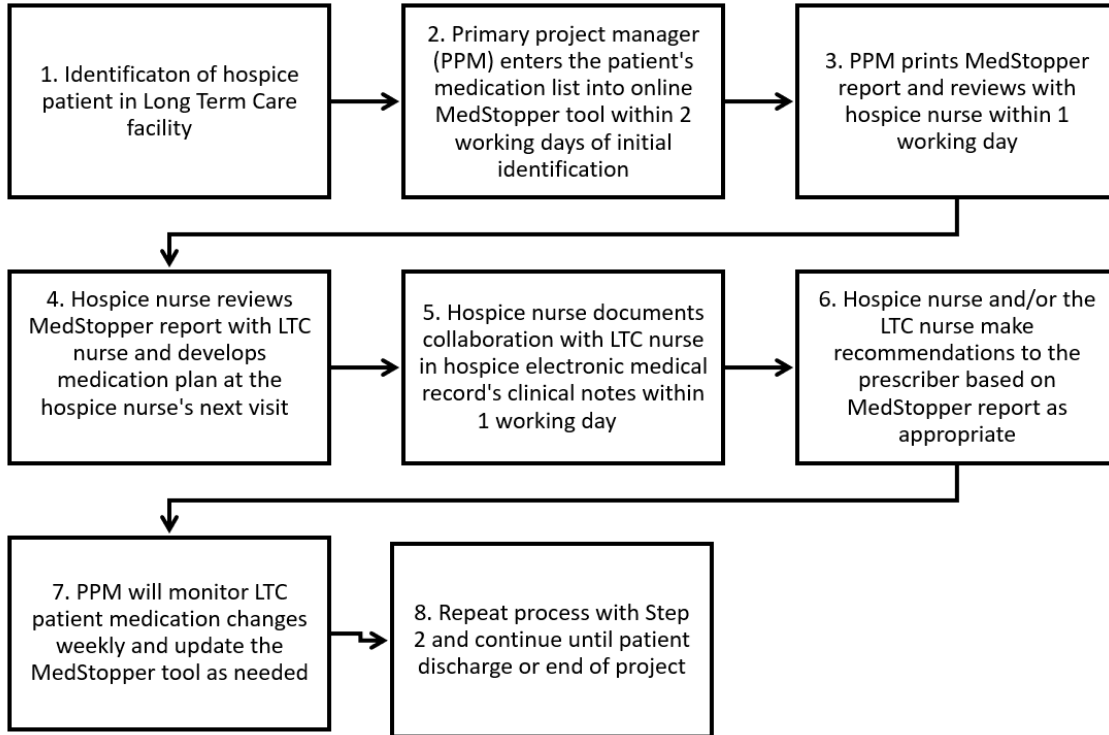 1. Identificaton of hospice
patient in Long Term Care
facility
2. Primary project manager
(PPM) enters the patient's
medication list into online
MedStopper tool within 2
working days of initial
identification
3. PPM prints MedStopper
report and reviews with
hospice nurse within 1
working day
4. Hospice nurse reviews
MedStopper report with LTC
nurse and develops
medication plan at the
hospice nurse's next visit
5. Hospice nurse documents
collaboration with LTC nurse
in hospice electronic medical
record's clinical notes within
1 working day
6. Hospice nurse and/or the
LTC nurse make
recommendations to the
prescriber based on
MedStopper report as
appropriate
7. PPM will monitor LTC
patient medication changes
weekly and update the
MedStopper tool as needed
8. Repeat process with Step
2 and continue until patient
discharge or end of project